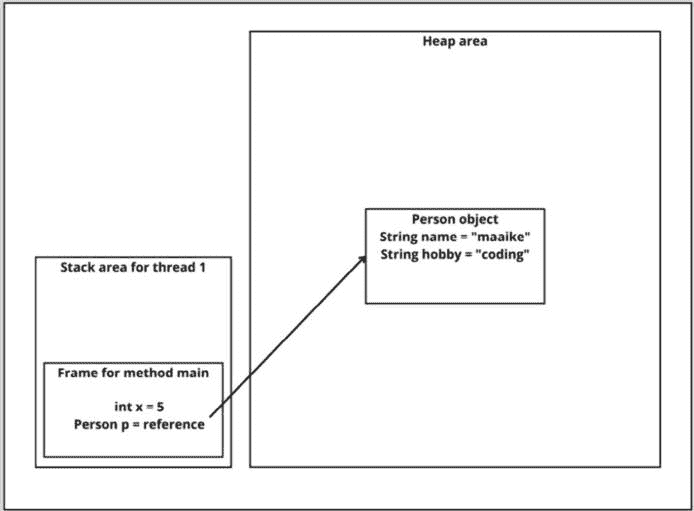 Heap area
Person object
String name = "maaike"
String hobby = "coding"
Stack area for thread 1
Frame for method main
int x = 5
Person p = reference